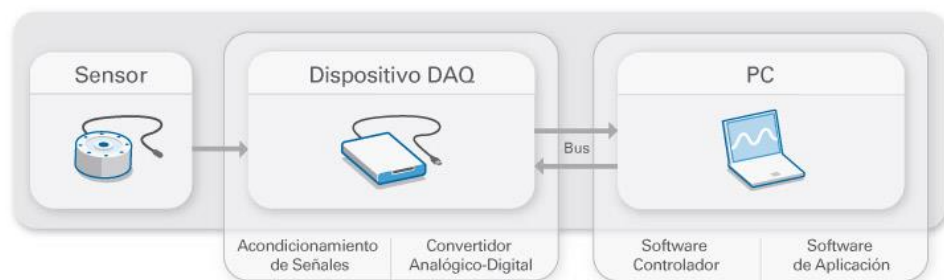 Sensor
Dispositivo DAQ
PC
Bus
Acondicionamiento
de Señales
Convertidor
Analógico-Digital
Software
Controlador
Software
de Aplicación